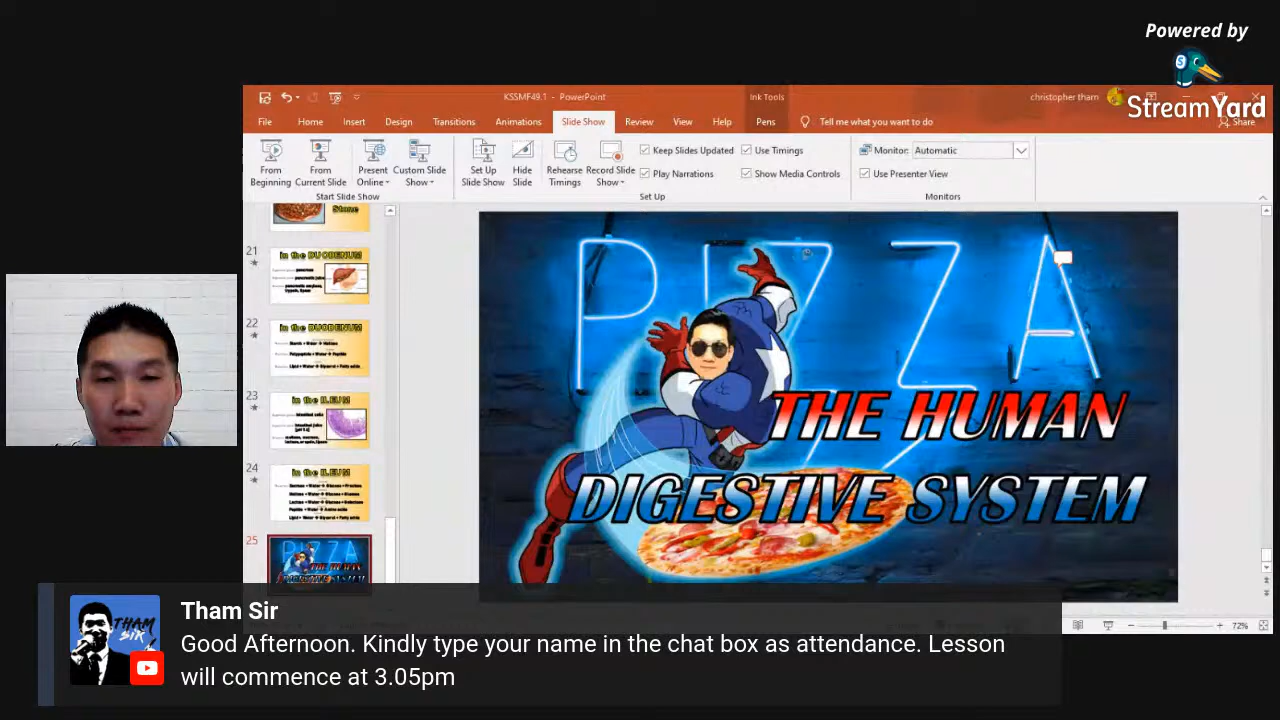 Powered by
StreamYard
KSSMF49.1 - PowerPoint
Ink Tools
christopher tham
File
Home
Insert
Design
Transitions
Animations
Slide Show
Review
View
Help
Pens
Tell me what you want to do
Share
From Beginning
From Current Slide
Present Online
Custom Slide Show
Set Up Slide Show
Hide Slide
Rehearse Timings
Record Slide Show
Keep Slides Updated
Play Narrations
Use Timings
Show Media Controls
Monitor:
Automatic
Use Presenter View
Start Slide Show
Set Up
Monitors
21
in the DUODENUM
22
in the DUODENUM
23
in the ILEUM
24
in the ILEUM
25
PIZZA
PIZZA
THE HUMAN
DIGESTIVE SYSTEM
72%
THAM
SIR
Tham Sir
Good Afternoon. Kindly type your name in the chat box as attendance. Lesson
will commence at 3.05pm